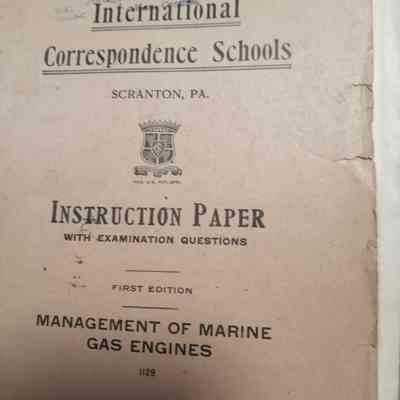 International
Correspondence Schools
SCRANTON, PA.
INSTRUCTION PAPER
WITH EXAMINATION QUESTIONS
FIRST EDITION
MANAGEMENT OF MARINE
GAS ENGINES
1129